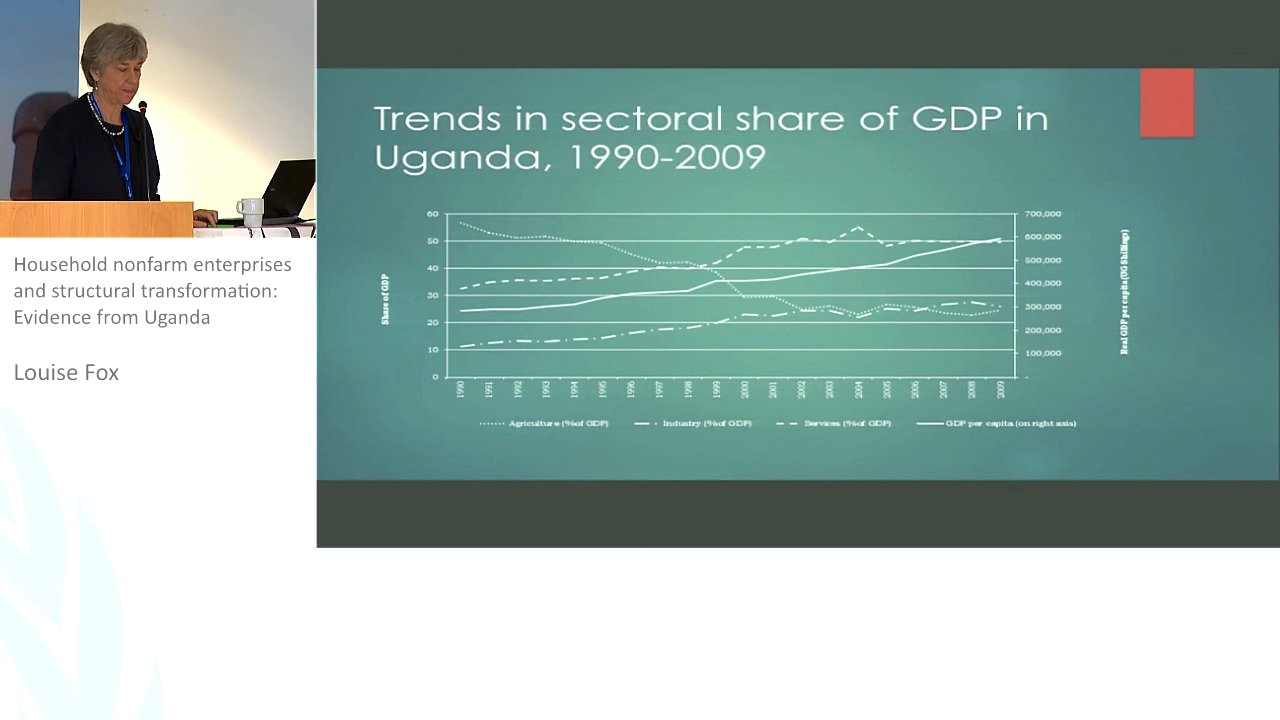 Household nonfarm enterprises
and structural transformation:
Evidence from Uganda
Louise Fox
Trends in sectoral share of GDP in
Uganda, 1990-2009
60
50
40
30
20
10
0
Share of GDP
700,000
600,000
500,000
400,000
300,000
200,000
100,000
-
Real GDP per capita (UG Shillings)
1990 1991 1992 1993 1994 1995 1996 1997 1998 1999 2000 2001 2002 2003 2004 2005 2006 2007 2008 2009
Agriculture (%of GDP) Industry (%of GDP) Services (%of GDP) GDP per capita (on right axis)